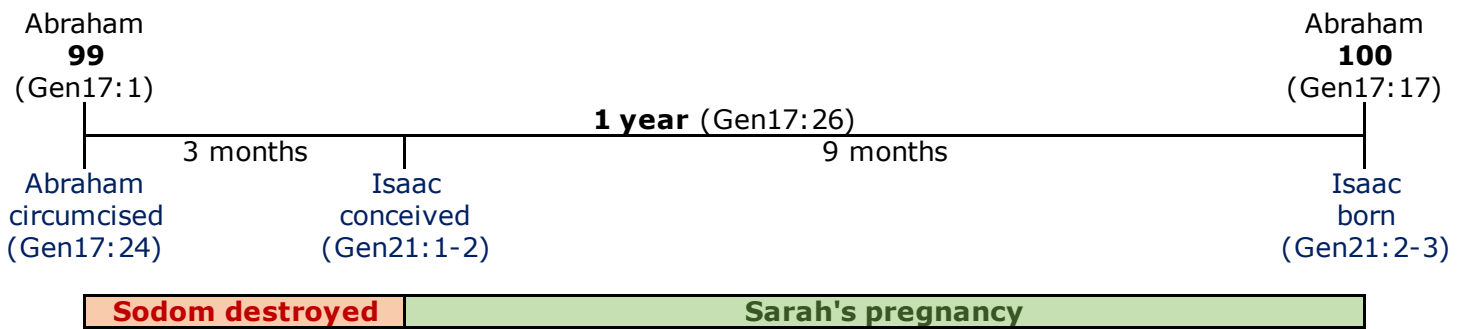 Abraham
99
(Gen17:1)
Abraham
100
(Gen17:17)
1 year (Gen17:26)
3 months
9 months
Abraham
circumcised
(Gen17:24)
Isaac
conceived
(Gen21:1-2)
Isaac
born
(Gen21:2-3)
Sodom destroyed
Sarah's pregnancy